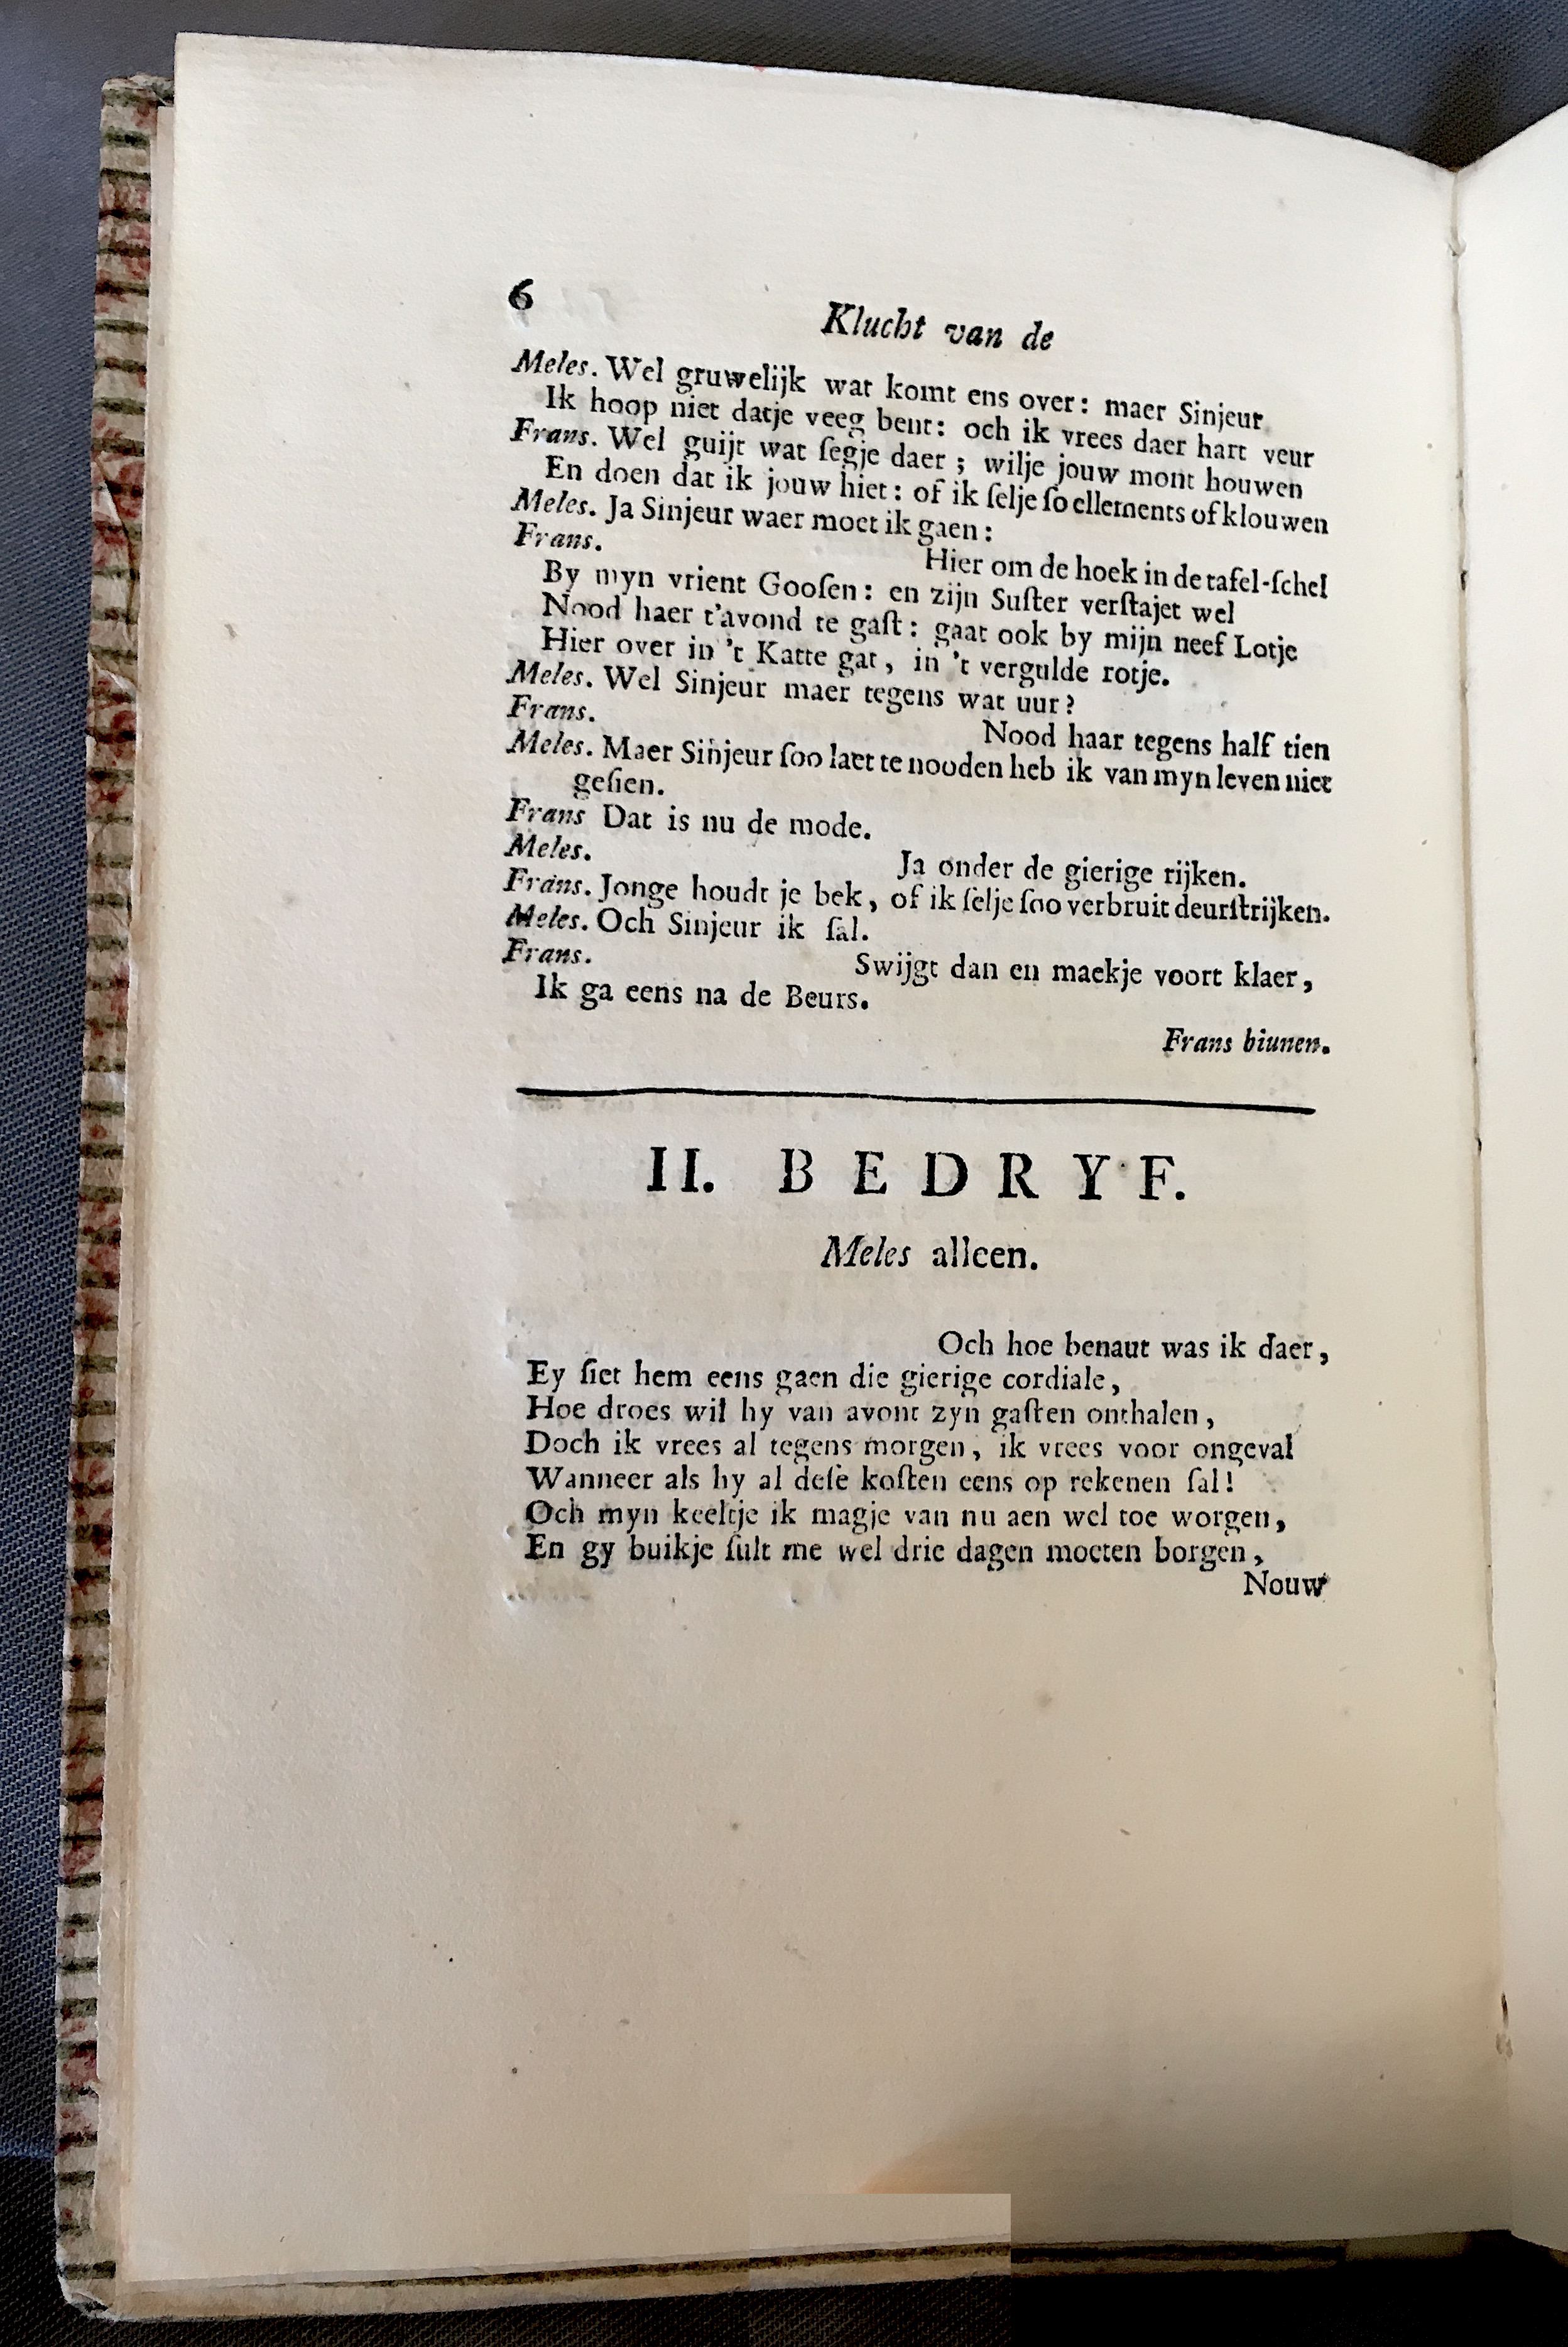 6 Klucht van de
Meles. Wel gruwelijk wat komt ens over: maer Sinjeur
Ik hoop niet datje veeg bent: och ik vrees daer hart veur
Frans. Wel guijt wat ſegje daer; wilje jouw mont houwen
En doen dat ik jouw hiet: of ik ſelje ſo ellements of klouwen
Meles. Ja Sinjeur waer moet ik gaen:
Frans. Hier om de hoek in de tafel-ſchel
By myn vrient Gooſen: en zijn Suſter verſtajet wel
Nood haer t'avond te gaſt: gaat ook by mijn neef Lotje
Hier over in 't Katte gat, in 't vergulde rotje.
Meles. Wel Sinjeur maer tegens wat uur?
Frans. Nood haar tegens half tien
Meles. Maer Sinjeur ſoo laet te nooden heb ik van myn leven niet
geſien.
Frans Dat is nu de mode.
Meles. Ja onder de gierige rijken.
Frans. Jonge houdt je bek, of ik ſelje ſoo verbruit deurſtrijken.
Meles. Och Sinjeur ik ſal.
Frans. Swijgt dan en maekje voort klaer,
Ik ga eens na de Beurs.
Frans biunen.
II. BEDRYF.
Meles alleen.
Och hoe benaut was ik daer,
Ey ſiet hem eens gaen die gierige cordiale,
Hoe droes wil hy van avont zyn gaſten onthalen,
Doch ik vrees al tegens morgen, ik vrees voor ongeval
Wanneer als hy al deſe koſten eens op rekenen ſal!
Och myn keeltje ik magje van nu aen wel toe worgen,
En gy buikje ſult me wel drie dagen moeten borgen,
Nouw